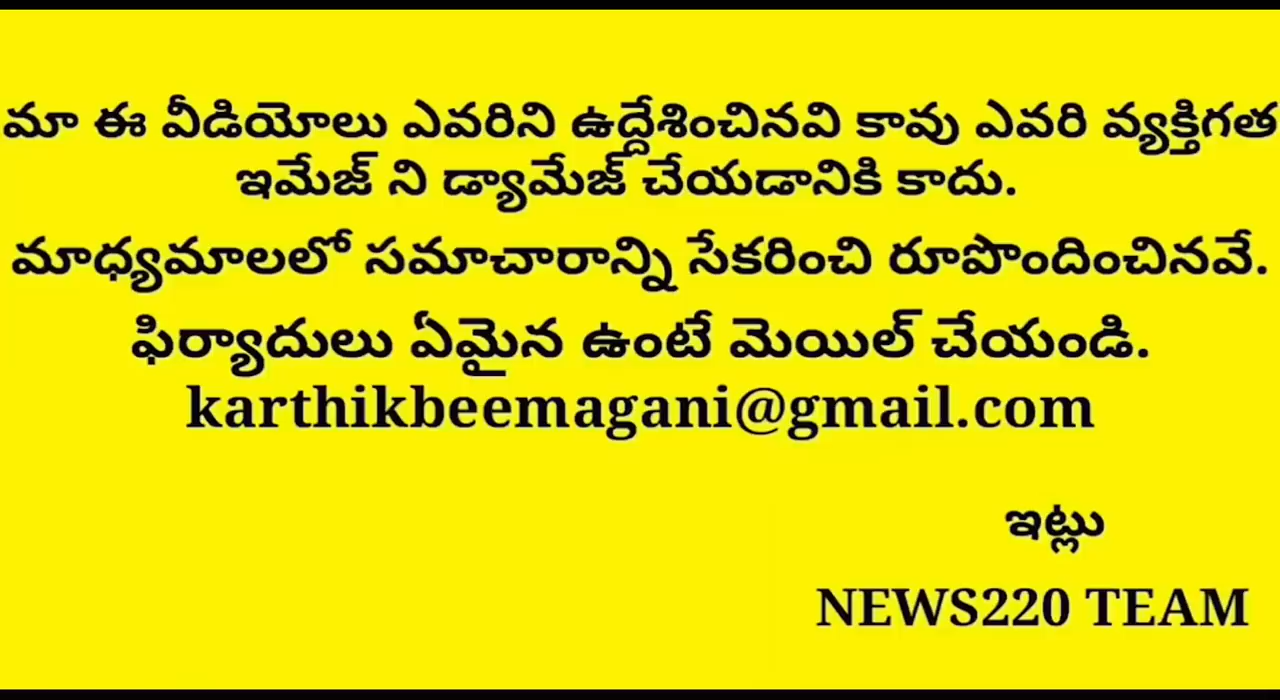 మా ఈ వీడియోలు ఎవరిని ఉద్దేశించినవి కావు ఎవరి వ్యక్తిగత
ఇమేజ్ ని డ్యామేజ్ చేయడానికి కాదు.
మాధ్యమాలలో సమాచారాన్ని సేకరించి రూపొందించినవే.
ఫిర్యాదులు ఏమైన ఉంటే మెయిల్ చేయండి.
karthikbeemagani@gmail.com
ఇట్లు
NEWS220 TEAM